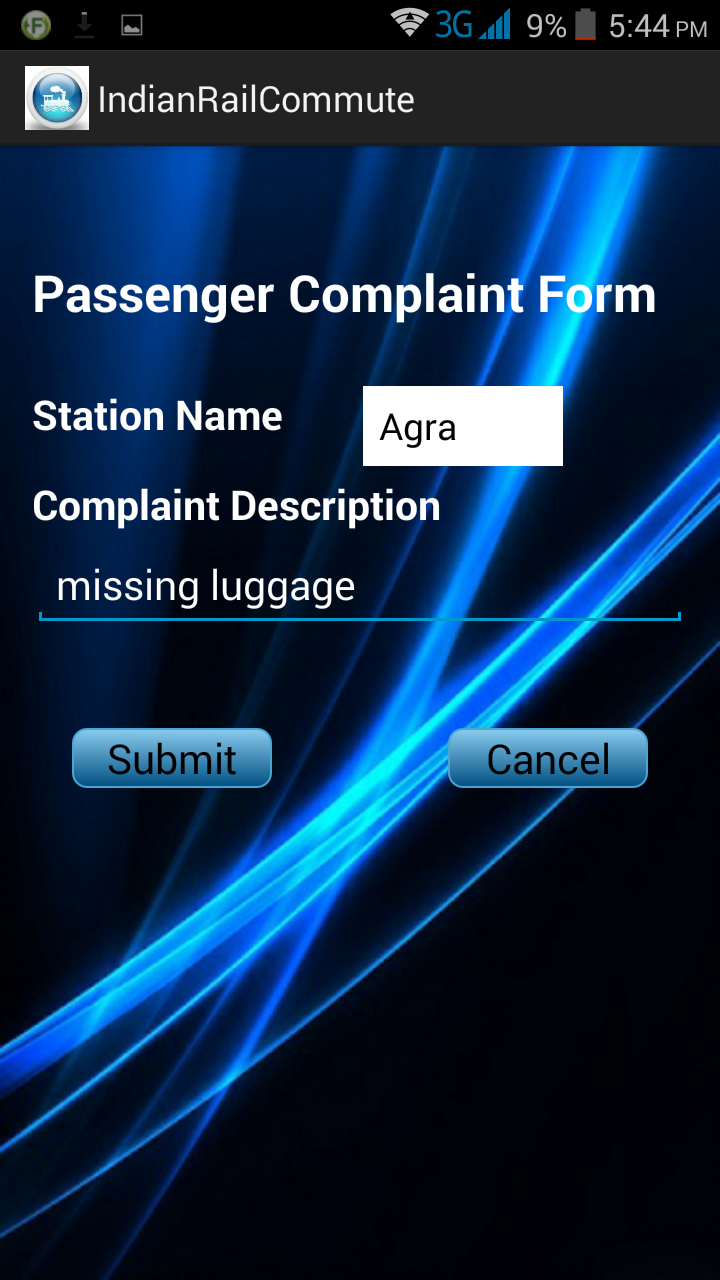 F 3G 9% 5:44 PM
IndianRailCommute
Passenger Complaint Form
Station Name Agra
Complaint Description
missing luggage
Submit Cancel